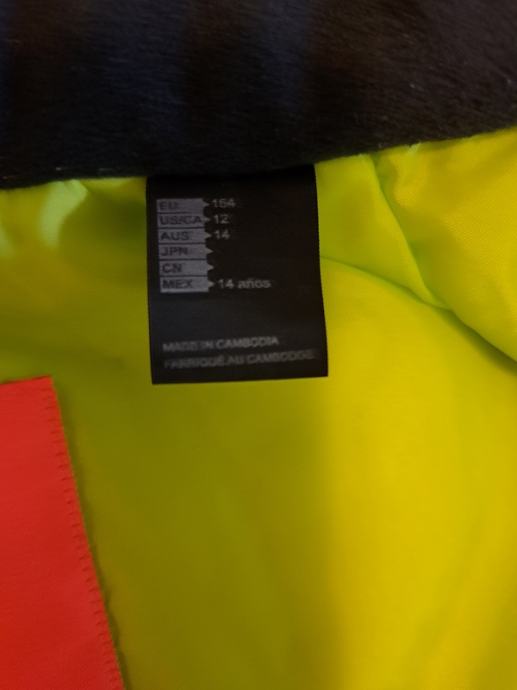 EU 164
US/CA 12
AUS 14
JPN
CN
MEX 14 años
MADE IN CAMBODIA
FABRIQUÉ AU CAMBODGE